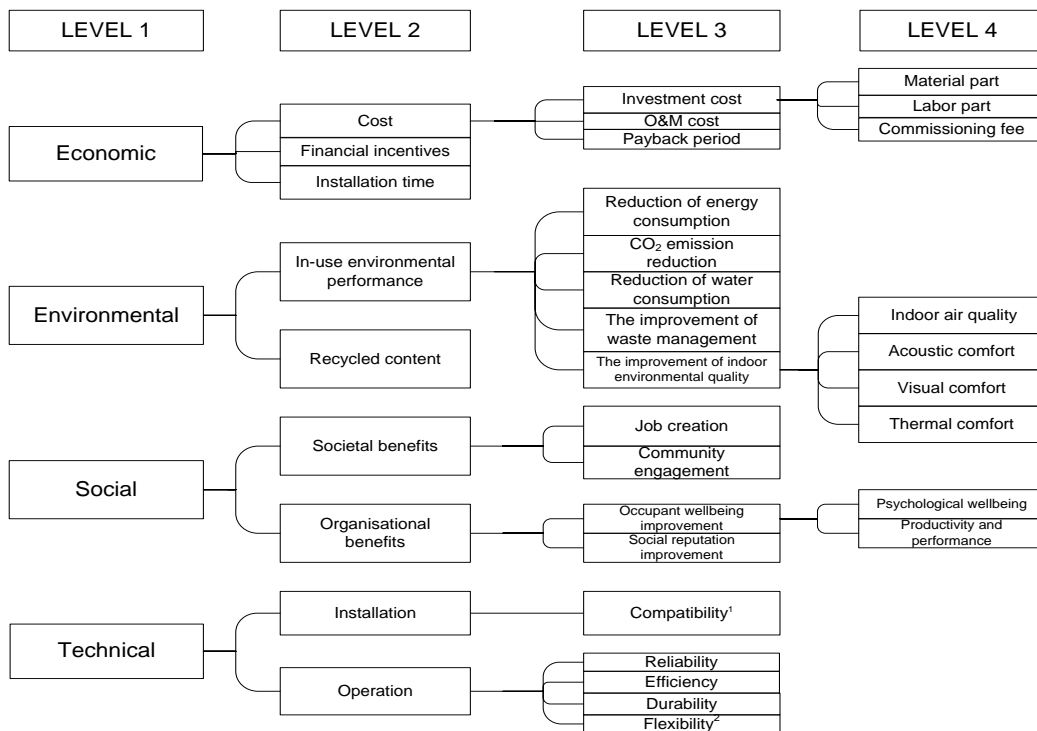 LEVEL 1
LEVEL 2
LEVEL 3
LEVEL 4
Economic
Cost
Financial incentives
Installation time
Investment cost
O&M cost
Payback period
Material part
Labor part
Commissioning fee
Environmental
In-use environmental
performance
Recycled content
Reduction of energy
consumption
CO₂ emission
reduction
Reduction of water
consumption
The improvement of
waste management
The improvement of indoor
environmental quality
Indoor air quality
Acoustic comfort
Visual comfort
Thermal comfort
Social
Societal benefits
Organisational
benefits
Job creation
Community
engagement
Occupant wellbeing
improvement
Social reputation
improvement
Psychological wellbeing
Productivity and
performance
Technical
Installation
Operation
Compatibility¹
Reliability
Efficiency
Durability
Flexibility²